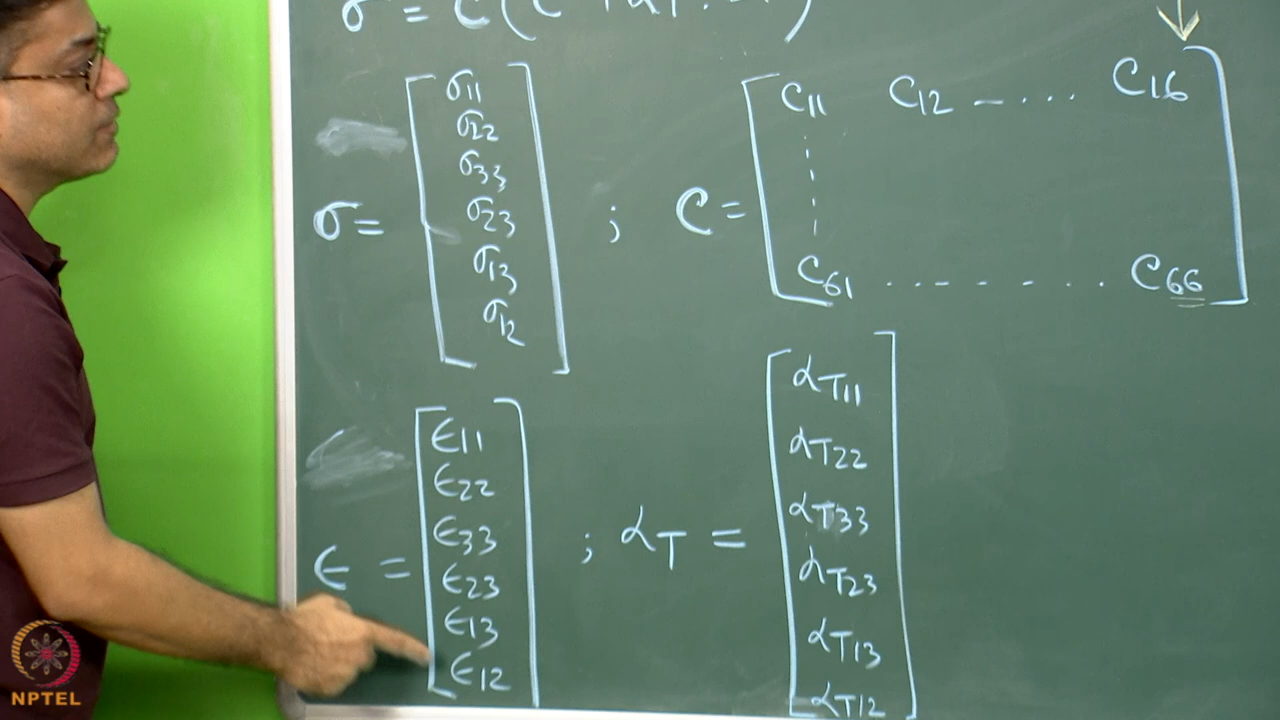 σ = C(
σ = [σ11 σ22 σ33 σ23 σ13 σ12] ; C = [C11 C12 - ... C16
C61 ........ C66]
ϵ = [ϵ11 ϵ22 ϵ33 ϵ23 ϵ13 ϵ12] ; αT = [αT11 αT22 αT33 αT23 αT13 αT12]
NPTEL